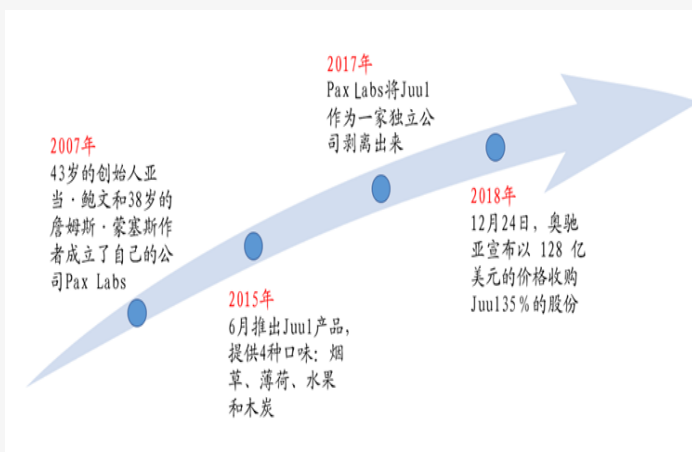 2007年
43岁的创始人亚
当·鲍文和38岁的
詹姆斯·蒙塞斯作
者成立了自己的公
司Pax Labs
2015年
6月推出Juul产品，
提供4种口味：烟
草、薄荷、水果
和木炭
2017年
Pax Labs将Juul
作为一家独立公
司剥离出来
2018年
12月24日，奥驰
亚宣布以 128 亿
美元的价格收购
Juul35%的股份